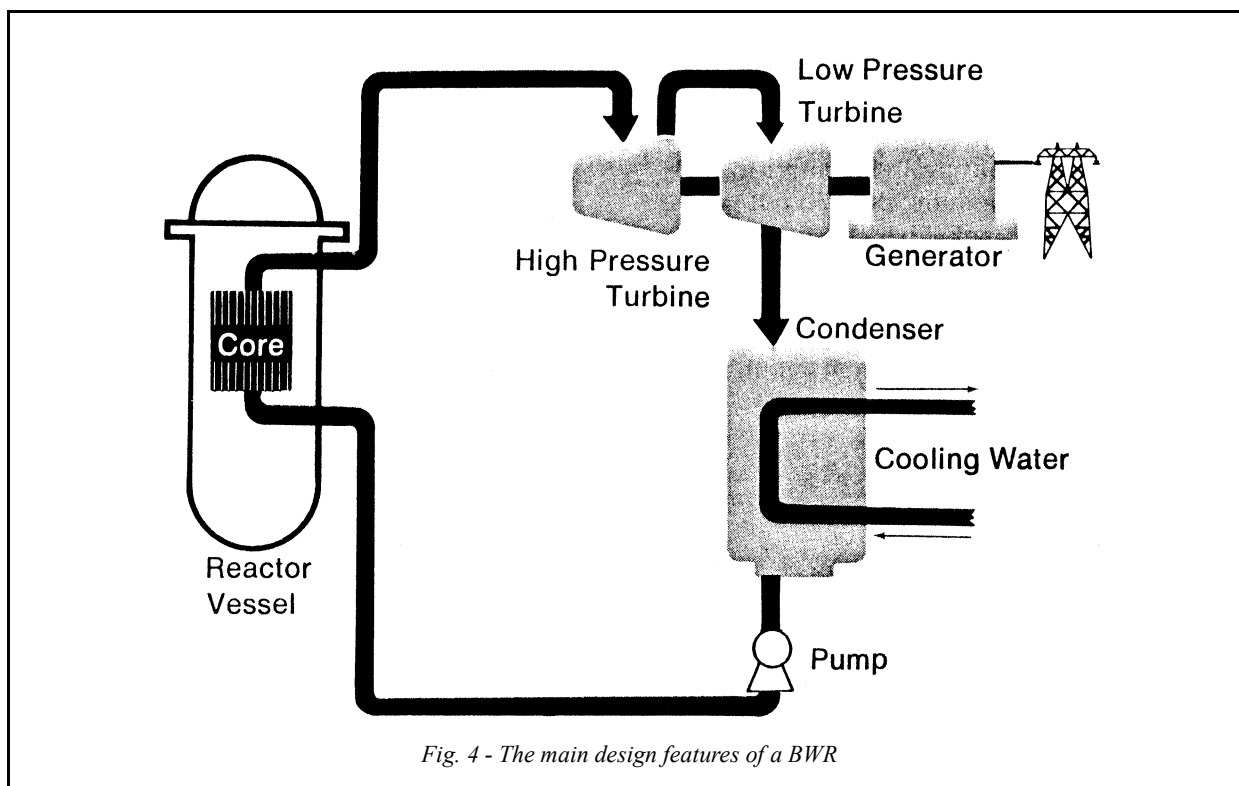 Low Pressure
Turbine
High Pressure
Turbine
Generator
Core
Condenser
Cooling Water
Reactor
Vessel
Pump
Fig. 4 - The main design features of a BWR